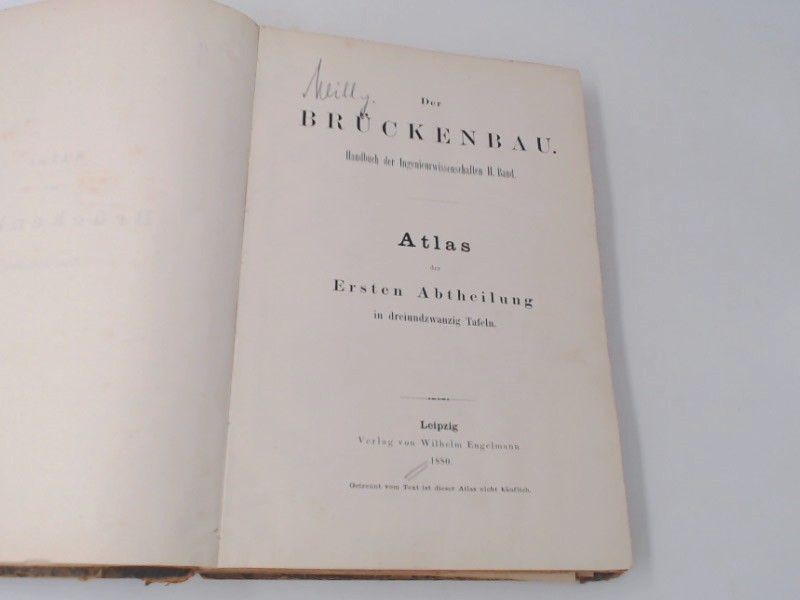 Der
BRÜCKENBAU.
Handbuch der Ingenieurwissenschaften II. Band.
Atlas
der
Ersten Abtheilung
in dreiundzwanzig Tafeln.
Leipzig
Verlag von Wilhelm Engelmann
1880.
Getrennt vom Text ist dieser Atlas nicht käuflich.